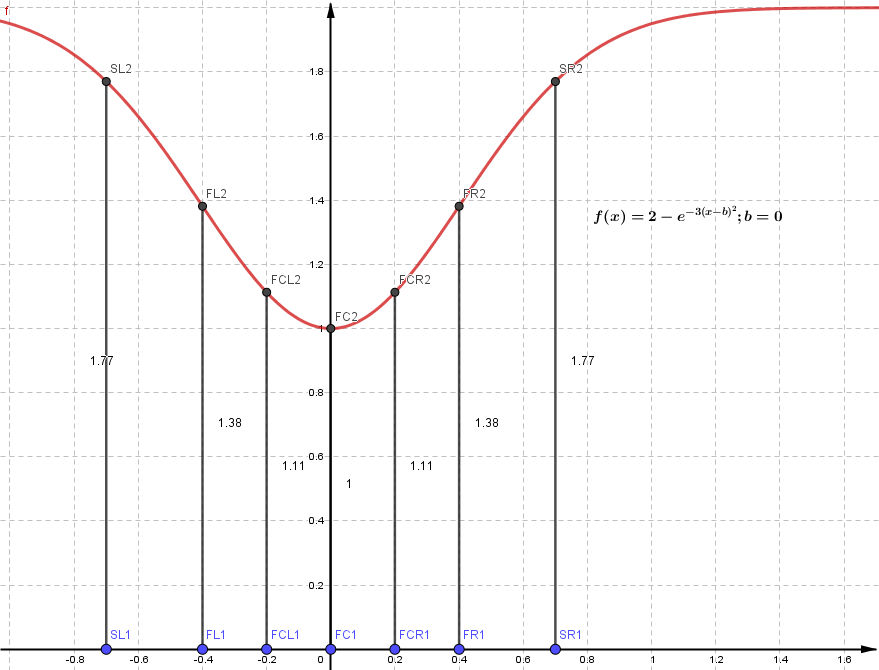 f
SL2
SR2
1.8
1.6
FL2
FR2
1.4
f(x) = 2 − e^{−3(x−b)^2}; b = 0
1.2
FCL2
FCR2
FC2
1
1.77
1.77
0.8
1.38
1.38
0.6
1.11
1.11
1
0.4
0.2
SL1
FL1
FCL1
FC1
FCR1
FR1
SR1
-0.8 -0.6 -0.4 -0.2 0 0.2 0.4 0.6 0.8 1 1.2 1.4 1.6